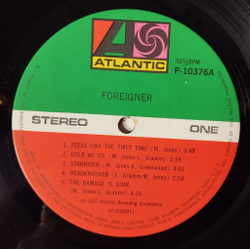 ATLANTIC
33⅓RPM
P-10376A
FOREIGNER
STEREO
ONE
1 FEELS LIKE THE FIRST TIME (M. Jones) 3:49
2 COLD AS ICE (M. Jones-L. Gramm) 3:19
3 STARRIDER (M. Jones-A. Greenwood) 4:01
4 HEADKNOCKER (L. Gramm-M. Jones) 2:58
5 THE DAMAGE IS DONE
(M. Jones-L. Gramm) 4:25
℗ 1977 Atlantic Recording Corporation